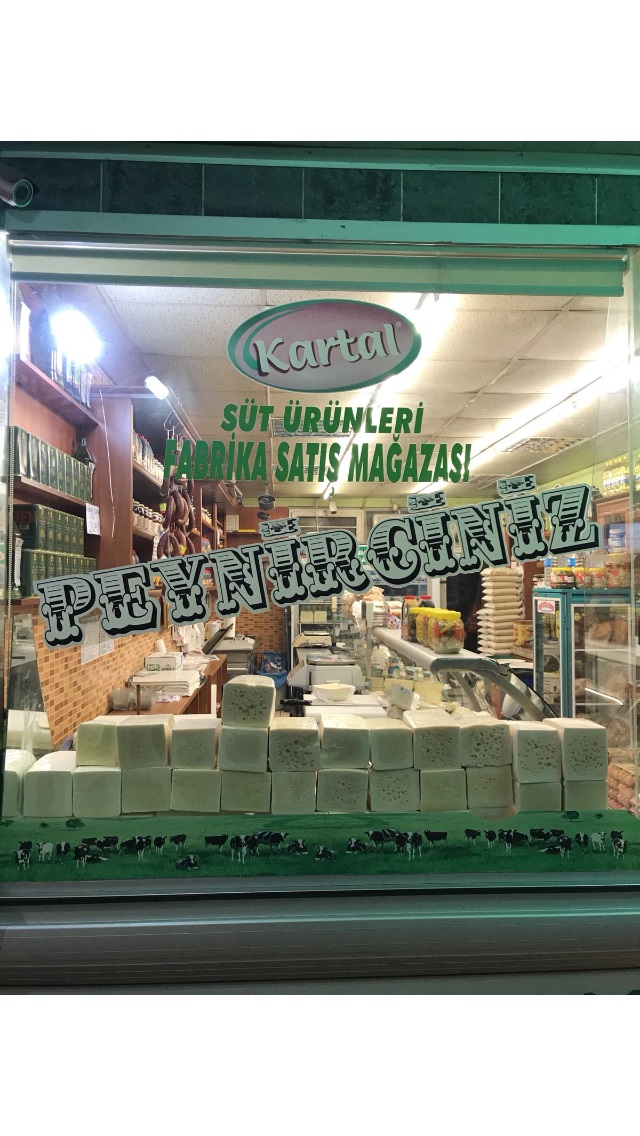 Kartal
SÜT ÜRÜNLERİ
FABRİKA SATIŞ MAĞAZASI
PEYNİRCİNİZ